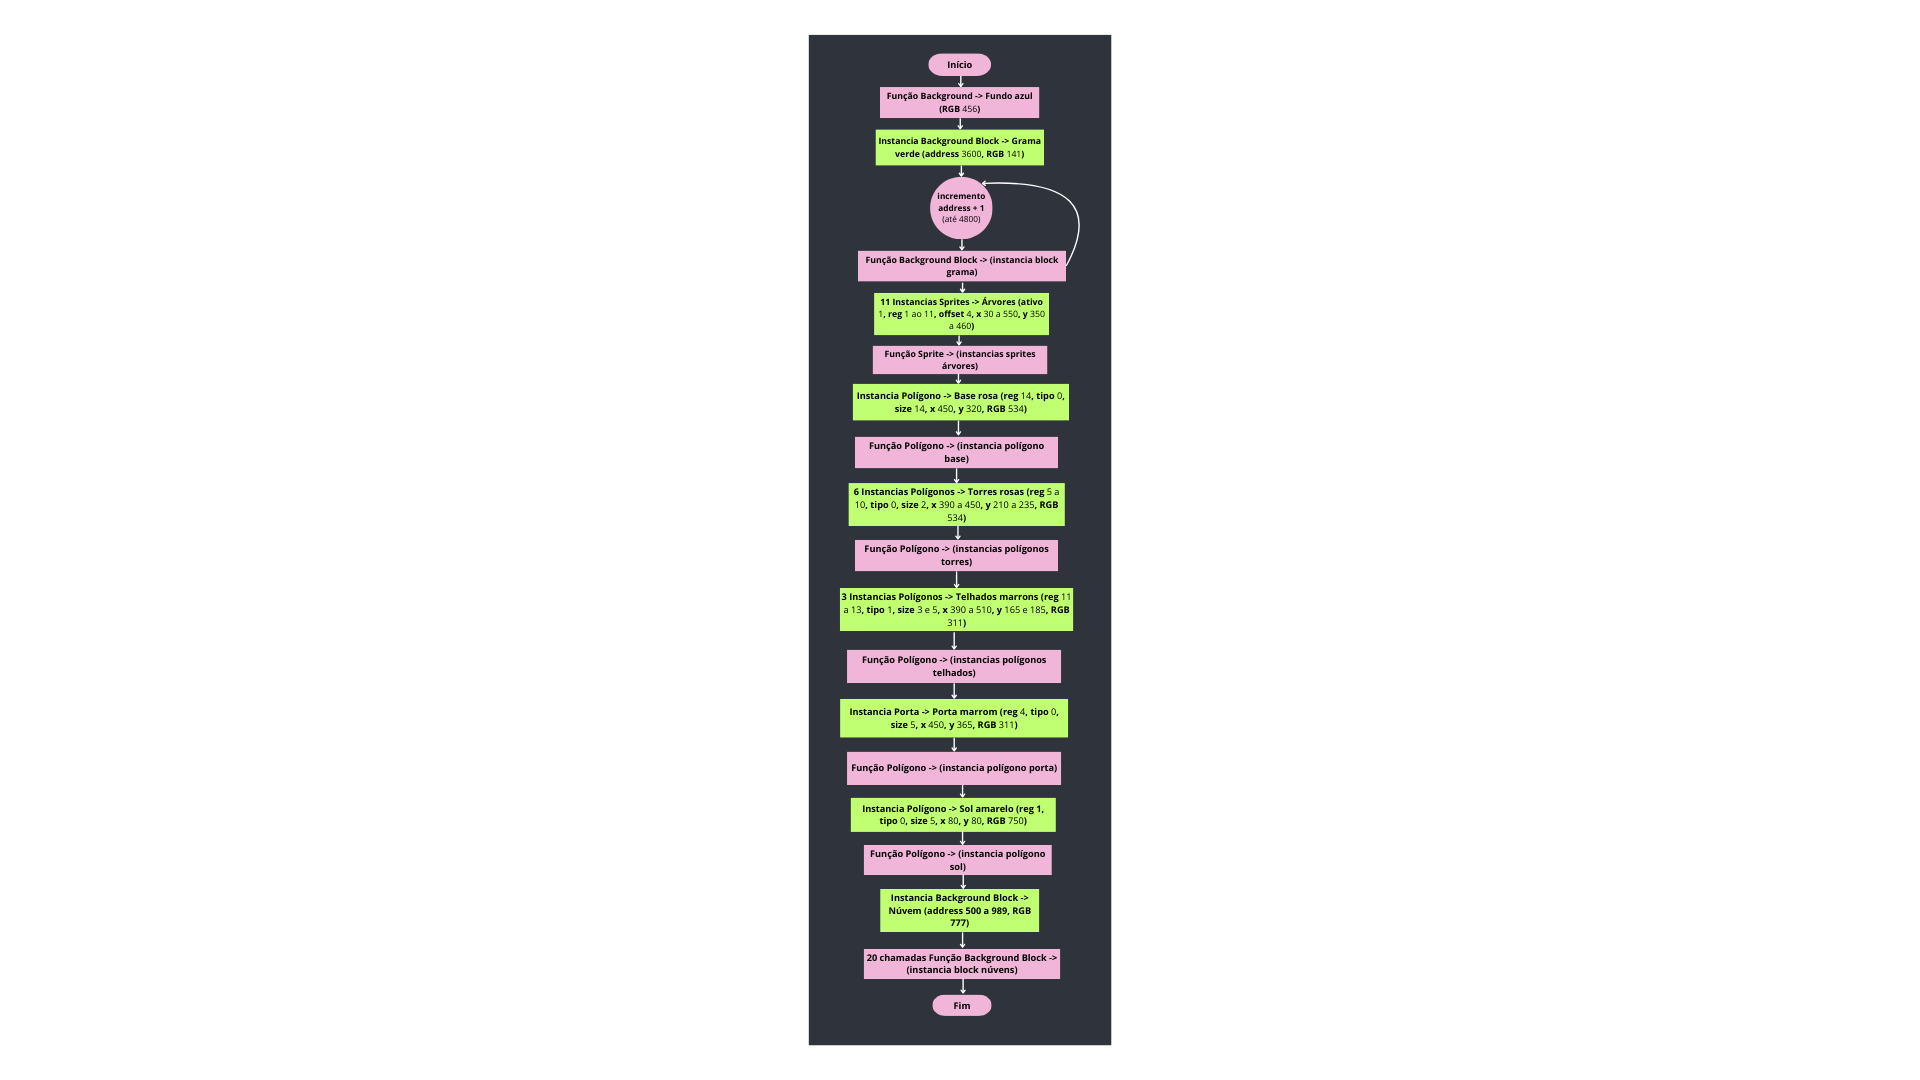 Início
Função Background -> Fundo azul
(RGB 456)
Instancia Background Block -> Grama
verde (address 3600, RGB 141)
incremento
address + 1
(até 4800)
Função Background Block -> (instancia block
grama)
11 Instancias Sprites -> Árvores (ativo
1, reg 1 ao 11, offset 4, x 30 a 550, y 350
a 460)
Função Sprite -> (instancias sprites
árvores)
Instancia Polígono -> Base rosa (reg 14, tipo 0,
size 14, x 450, y 320, RGB 534)
Função Polígono -> (instancia polígono
base)
6 Instancias Polígonos -> Torres rosas (reg 5 a
10, tipo 0, size 2, x 390 a 450, y 210 a 235, RGB
534)
Função Polígono -> (instancias polígonos
torres)
3 Instancias Polígonos -> Telhados marrons (reg 11
a 13, tipo 1, size 3 e 5, x 390 a 510, y 165 e 185, RGB
311)
Função Polígono -> (instancias polígonos
telhados)
Instancia Porta -> Porta marrom (reg 4, tipo 0,
size 5, x 450, y 365, RGB 311)
Função Polígono -> (instancia polígono porta)
Instancia Polígono -> Sol amarelo (reg 1,
tipo 0, size 5, x 80, y 80, RGB 750)
Função Polígono -> (instancia polígono
sol)
Instancia Background Block ->
Núvem (address 500 a 989, RGB
777)
20 chamadas Função Background Block ->
(instancia block núvens)
Fim